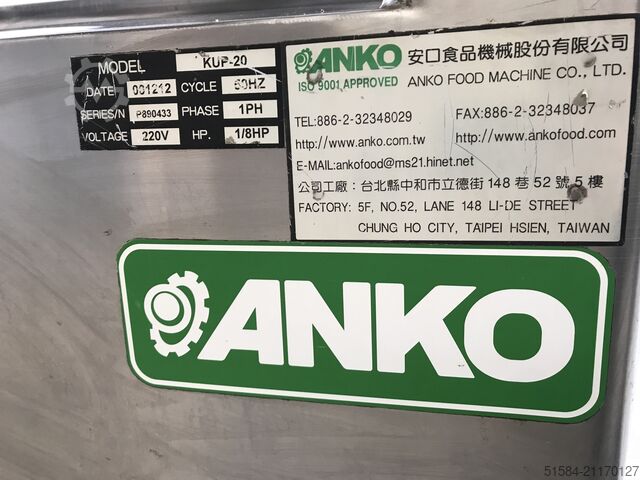 MODEL KUP-20
DATE 001212 CYCLE 60HZ
SERIES/N P890433 PHASE 1PH
VOLTAGE 220V HP. 1/8HP
ANKO 安口食品機械股份有限公司
ISO 9001 APPROVED ANKO FOOD MACHINE CO., LTD.
TEL:886-2-32348029 FAX:886-2-32348037
http://www.anko.com.tw http://www.ankofood.com
E-MAIL:ankofood@ms21.hinet.net
公司工廠：台北縣中和市立德街148巷52號5樓
FACTORY: 5F, NO.52, LANE 148 LI-DE STREET
CHUNG HO CITY, TAIPEI HSIEN, TAIWAN
ANKO
51584-21170127